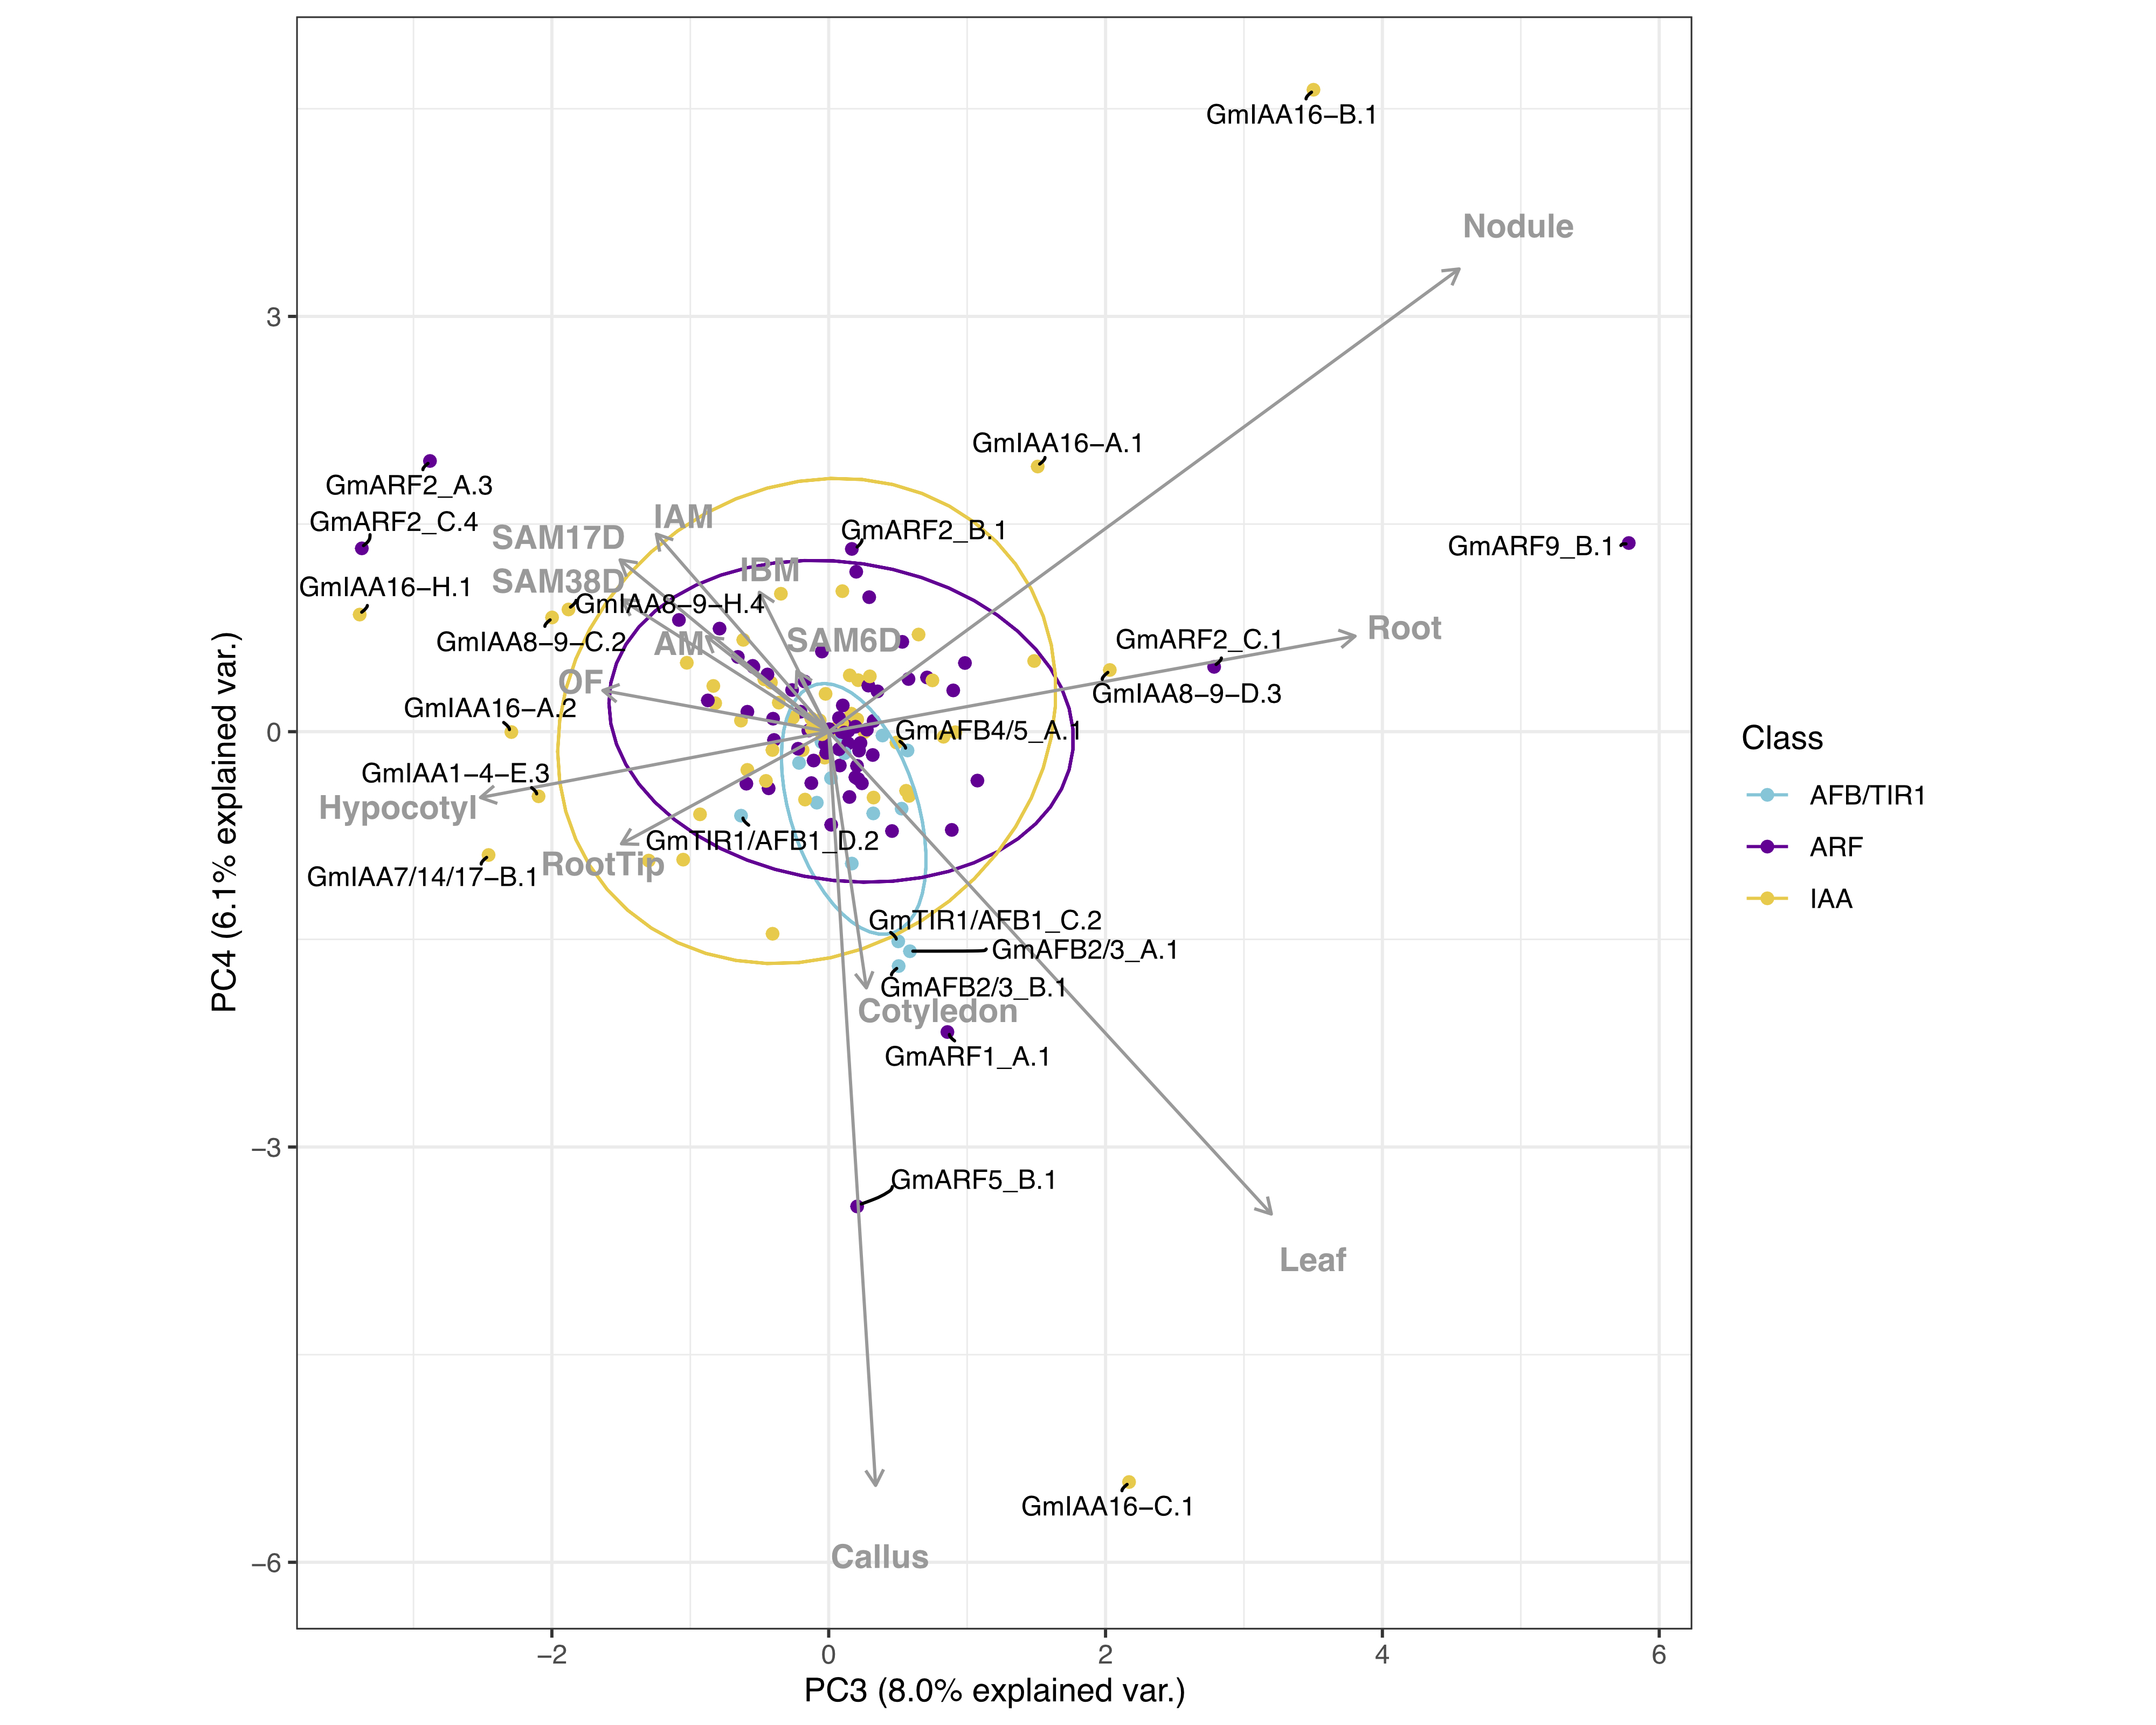 GmIAA16−B.1
Nodule
3
GmIAA16−A.1
GmARF2_A.3
GmARF2_C.4
IAM
SAM17D
GmARF2_B.1
GmARF9_B.1
IBM
SAM38D
GmIAA16−H.1
GmIAA8−9−H.4
Root
GmIAA8−9−C.2
AM
SAM6D
GmARF2_C.1
OF
GmIAA8−9−D.3
GmIAA16−A.2
0
GmAFB4/5_A.1
GmIAA1−4−E.3
Hypocotyl
GmTIR1/AFB1_D.2
RootTip
GmIAA7/14/17−B.1
GmTIR1/AFB1_C.2
GmAFB2/3_A.1
GmAFB2/3_B.1
Cotyledon
GmARF1_A.1
−3
GmARF5_B.1
Leaf
GmIAA16−C.1
Callus
−6
−2
0
2
4
6
PC3 (8.0% explained var.)
PC4 (6.1% explained var.)
Class
AFB/TIR1
ARF
IAA